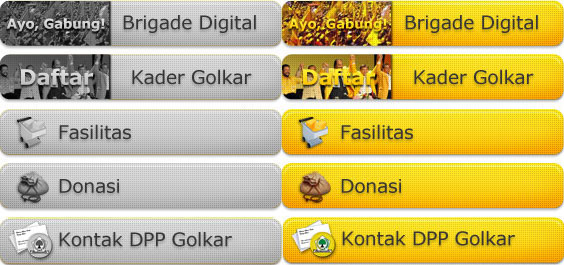 Ayo, Gabung! Brigade Digital Ayo, Gabung! Brigade Digital
Daftar Kader Golkar Daftar Kader Golkar
Fasilitas Fasilitas
Donasi Donasi
Kontak DPP Golkar Kontak DPP Golkar